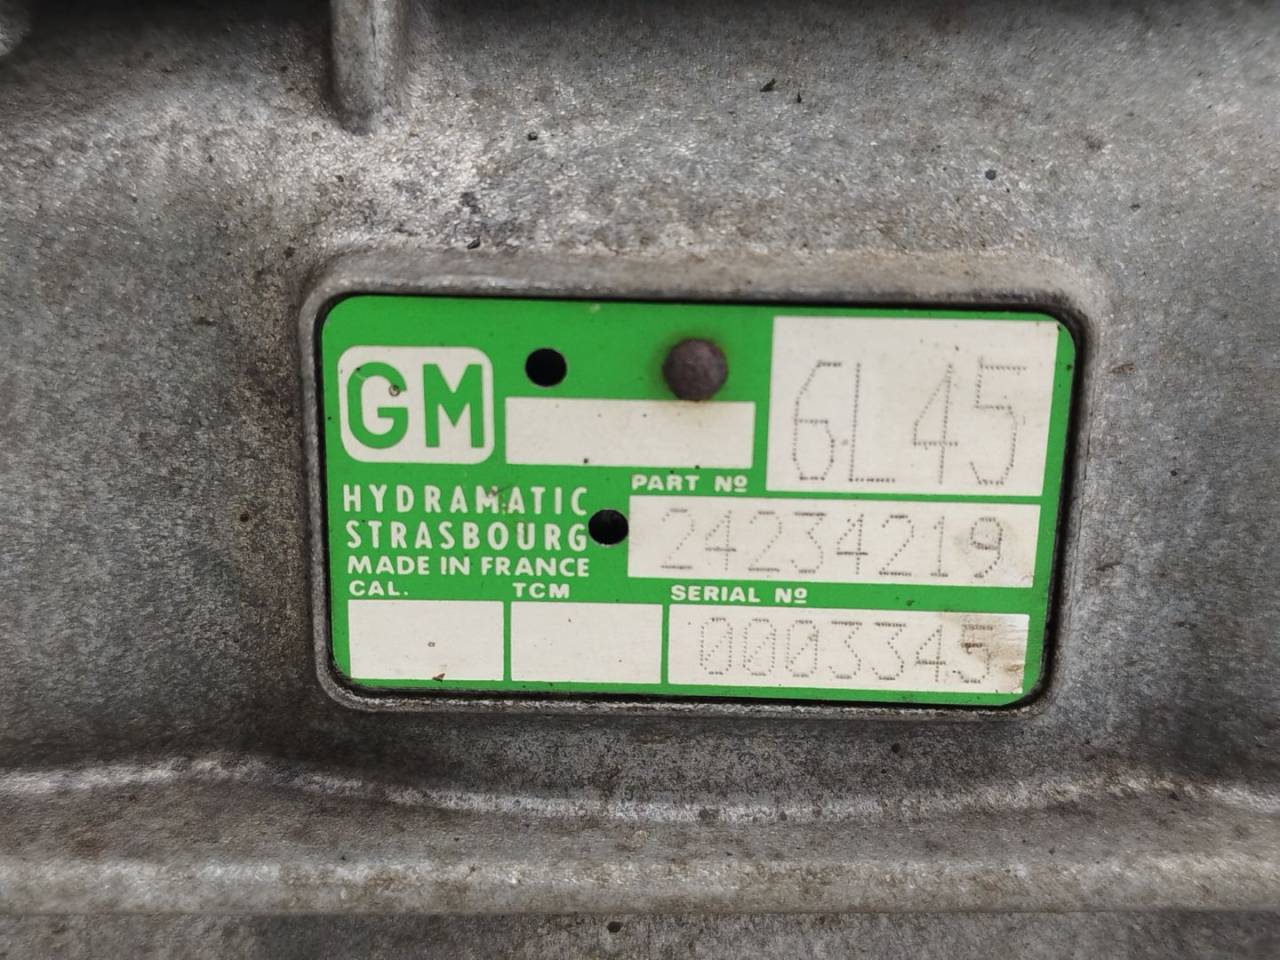 GM
6L45
PART Nº
HYDRAMATIC
24234219
STRASBOURG
MADE IN FRANCE
CAL.
TCM
SERIAL Nº
0003345